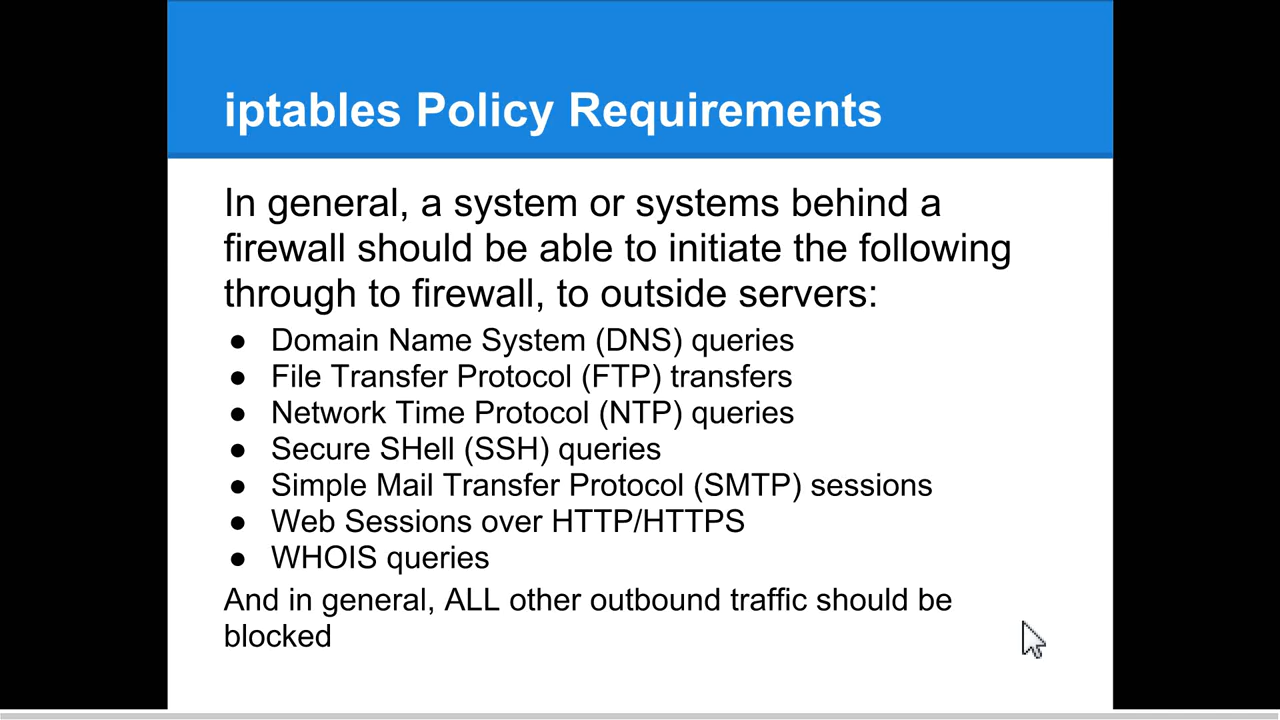 iptables Policy Requirements
In general, a system or systems behind a
firewall should be able to initiate the following
through to firewall, to outside servers:
● Domain Name System (DNS) queries
● File Transfer Protocol (FTP) transfers
● Network Time Protocol (NTP) queries
● Secure SHell (SSH) queries
● Simple Mail Transfer Protocol (SMTP) sessions
● Web Sessions over HTTP/HTTPS
● WHOIS queries
And in general, ALL other outbound traffic should be
blocked